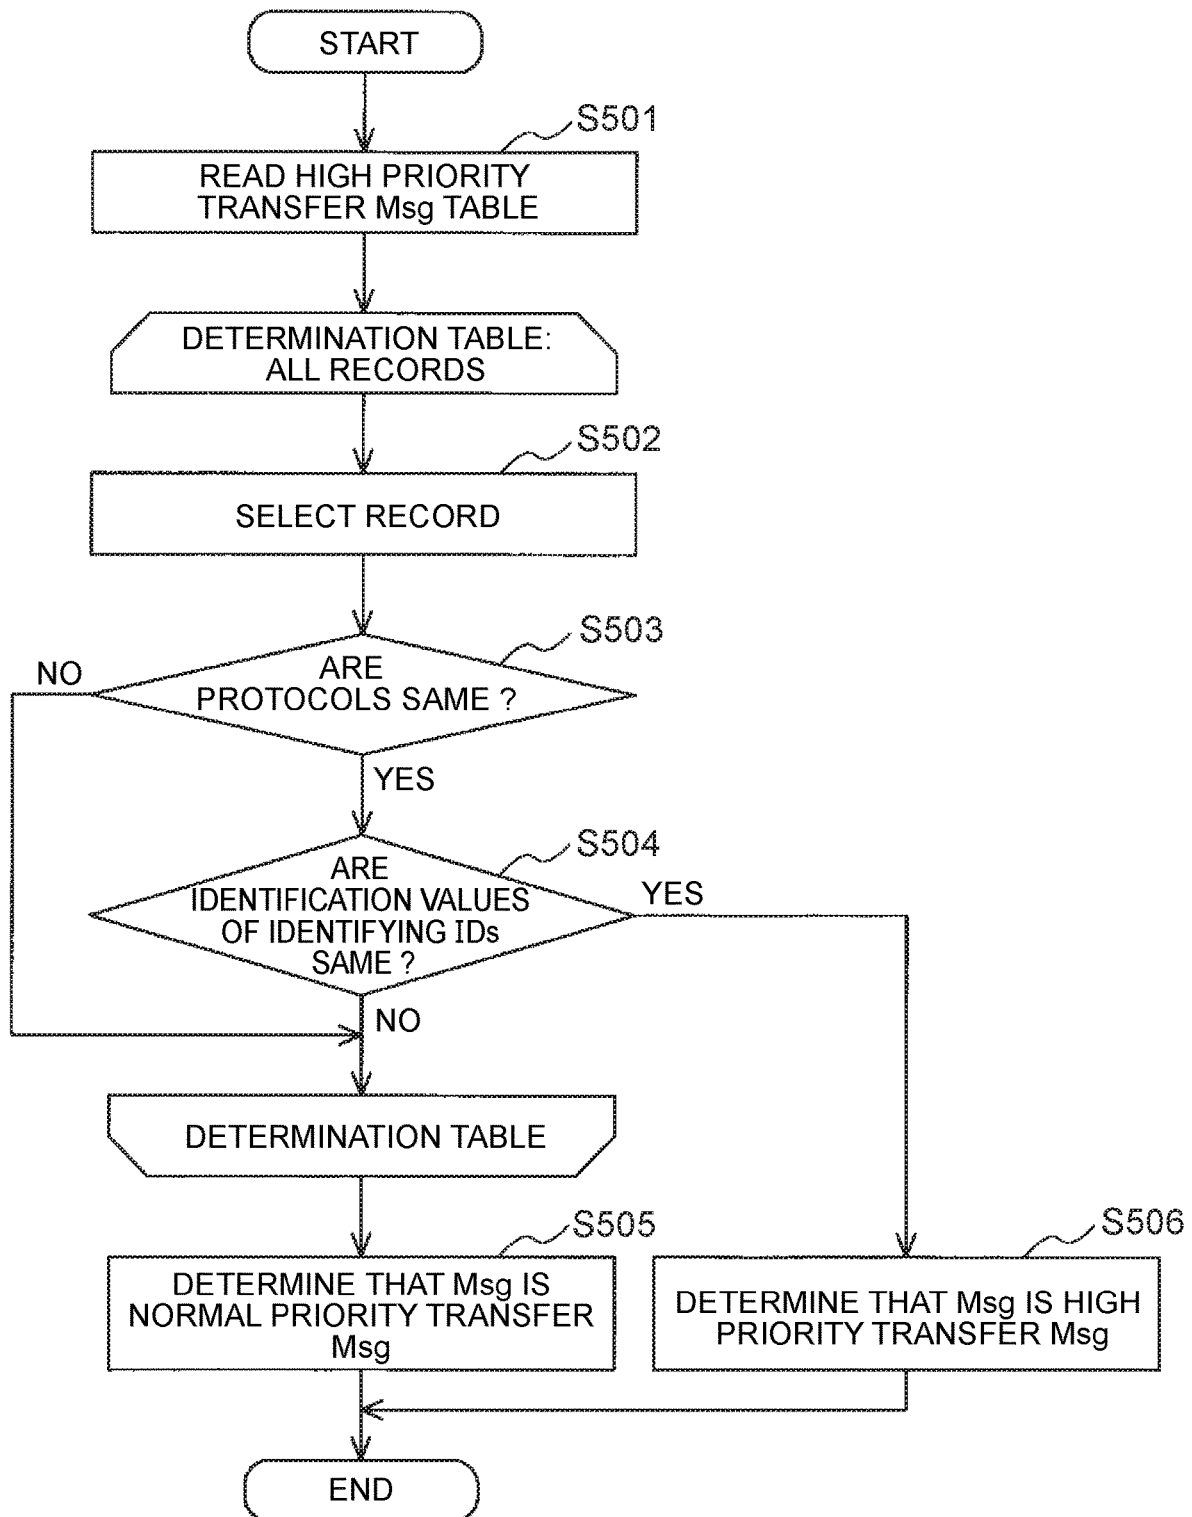 START
S501
READ HIGH PRIORITY
TRANSFER Msg TABLE
DETERMINATION TABLE:
ALL RECORDS
S502
SELECT RECORD
S503
NO
ARE
PROTOCOLS SAME ?
YES
S504
ARE
IDENTIFICATION VALUES
OF IDENTIFYING IDs
SAME ?
YES
NO
DETERMINATION TABLE
S505
DETERMINE THAT Msg IS
NORMAL PRIORITY TRANSFER
Msg
S506
DETERMINE THAT Msg IS HIGH
PRIORITY TRANSFER Msg
END